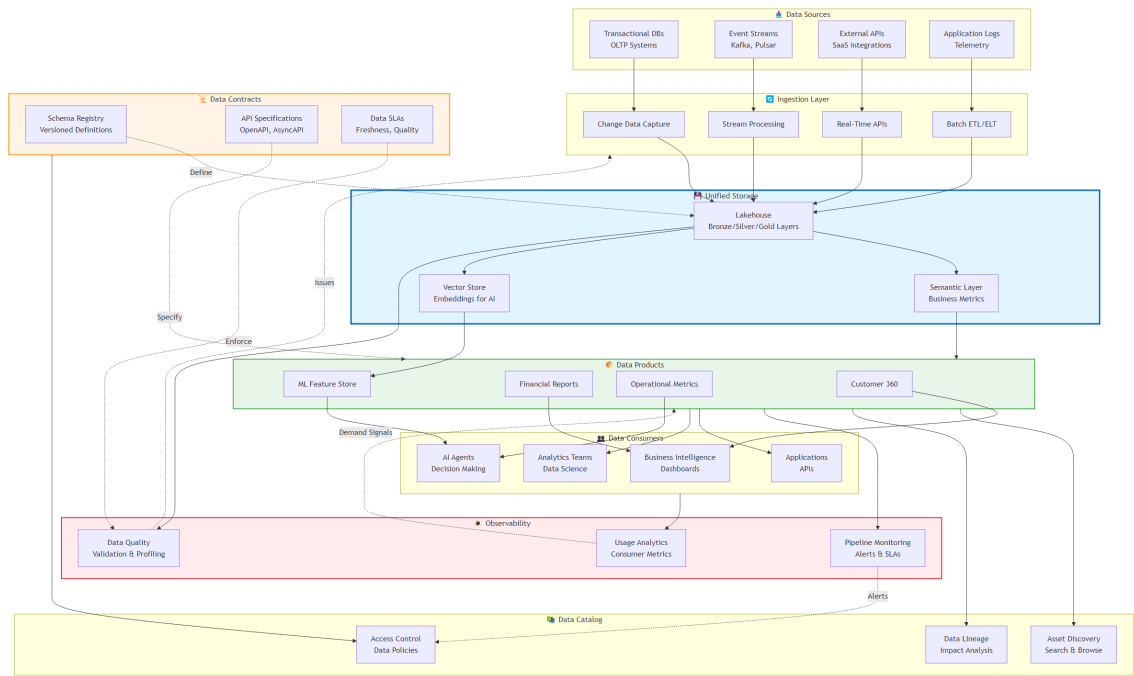 Data Sources
Transactional DBs
OLTP Systems
Event Streams
Kafka, Pulsar
External APIs
SaaS Integrations
Application Logs
Telemetry
Data Contracts
Schema Registry
Versioned Definitions
API Specifications
OpenAPI, AsyncAPI
Data SLAs
Freshness, Quality
Ingestion Layer
Change Data Capture
Stream Processing
Real-Time APIs
Batch ETL/ELT
Define
Unified Storage
Lakehouse
Bronze/Silver/Gold Layers
Issues
Vector Store
Embeddings for AI
Semantic Layer
Business Metrics
Specify
Enforce
Data Products
ML Feature Store
Financial Reports
Operational Metrics
Customer 360
Demand Signals
Data Consumers
AI Agents
Decision Making
Analytics Teams
Data Science
Business Intelligence
Dashboards
Applications
APIs
Observability
Data Quality
Validation & Profiling
Usage Analytics
Consumer Metrics
Pipeline Monitoring
Alerts & SLAs
Alerts
Data Catalog
Access Control
Data Policies
Data Lineage
Impact Analysis
Asset Discovery
Search & Browse